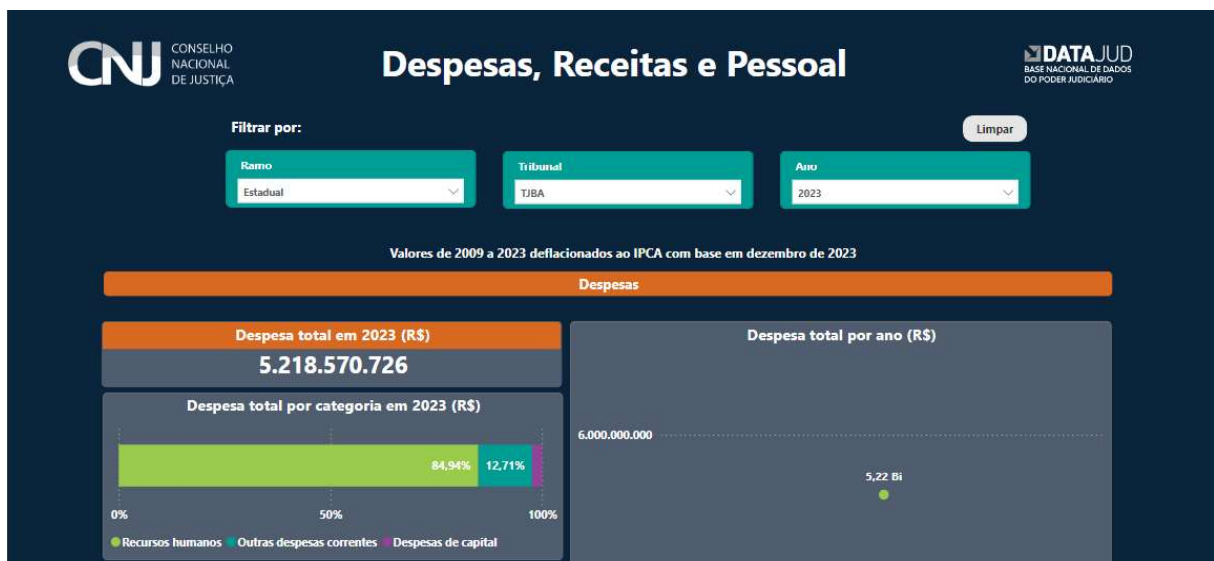 CNJ
CONSELHO
NACIONAL
DE JUSTIÇA
Despesas, Receitas e Pessoal
DATAJUD
BASE NACIONAL DE DADOS
DO PODER JUDICIÁRIO
Filtrar por:
Limpar
Ramo
Estadual
Tribunal
TJBA
Ano
2023
Valores de 2009 a 2023 deflacionados ao IPCA com base em dezembro de 2023
Despesas
Despesa total em 2023 (R$)
5.218.570.726
Despesa total por categoria em 2023 (R$)
84,94% 12,71%
0% 50% 100%
Recursos humanos Outras despesas correntes Despesas de capital
Despesa total por ano (R$)
6.000.000.000
5,22 Bi